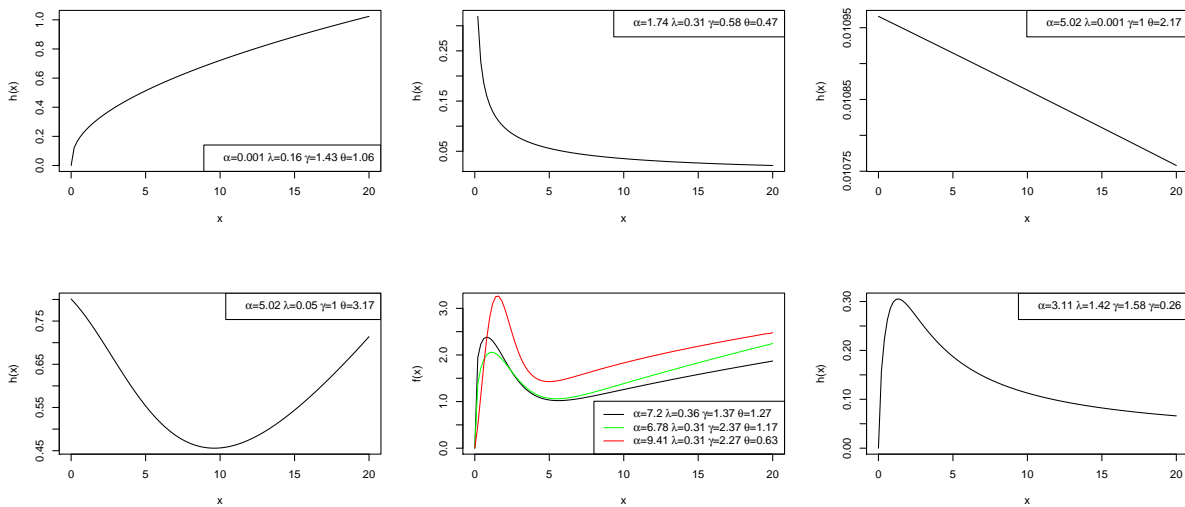 h(x)
0.0
0.2
0.4
0.6
0.8
1.0
α=0.001 λ=0.16 γ=1.43 θ=1.06
0 5 10 15 20
x
h(x)
0.05
0.15
0.25
α=1.74 λ=0.31 γ=0.58 θ=0.47
0 5 10 15 20
x
h(x)
0.01075
0.01085
0.01095
α=5.02 λ=0.001 γ=1 θ=2.17
0 5 10 15 20
x
h(x)
0.45
0.55
0.65
0.75
α=5.02 λ=0.05 γ=1 θ=3.17
0 5 10 15 20
x
f(x)
0.0
1.0
2.0
3.0
α=7.2 λ=0.36 γ=1.37 θ=1.27
α=6.78 λ=0.31 γ=2.37 θ=1.17
α=9.41 λ=0.31 γ=2.27 θ=0.63
0 5 10 15 20
x
h(x)
0.00
0.10
0.20
0.30
α=3.11 λ=1.42 γ=1.58 γ=0.26
0 5 10 15 20
x